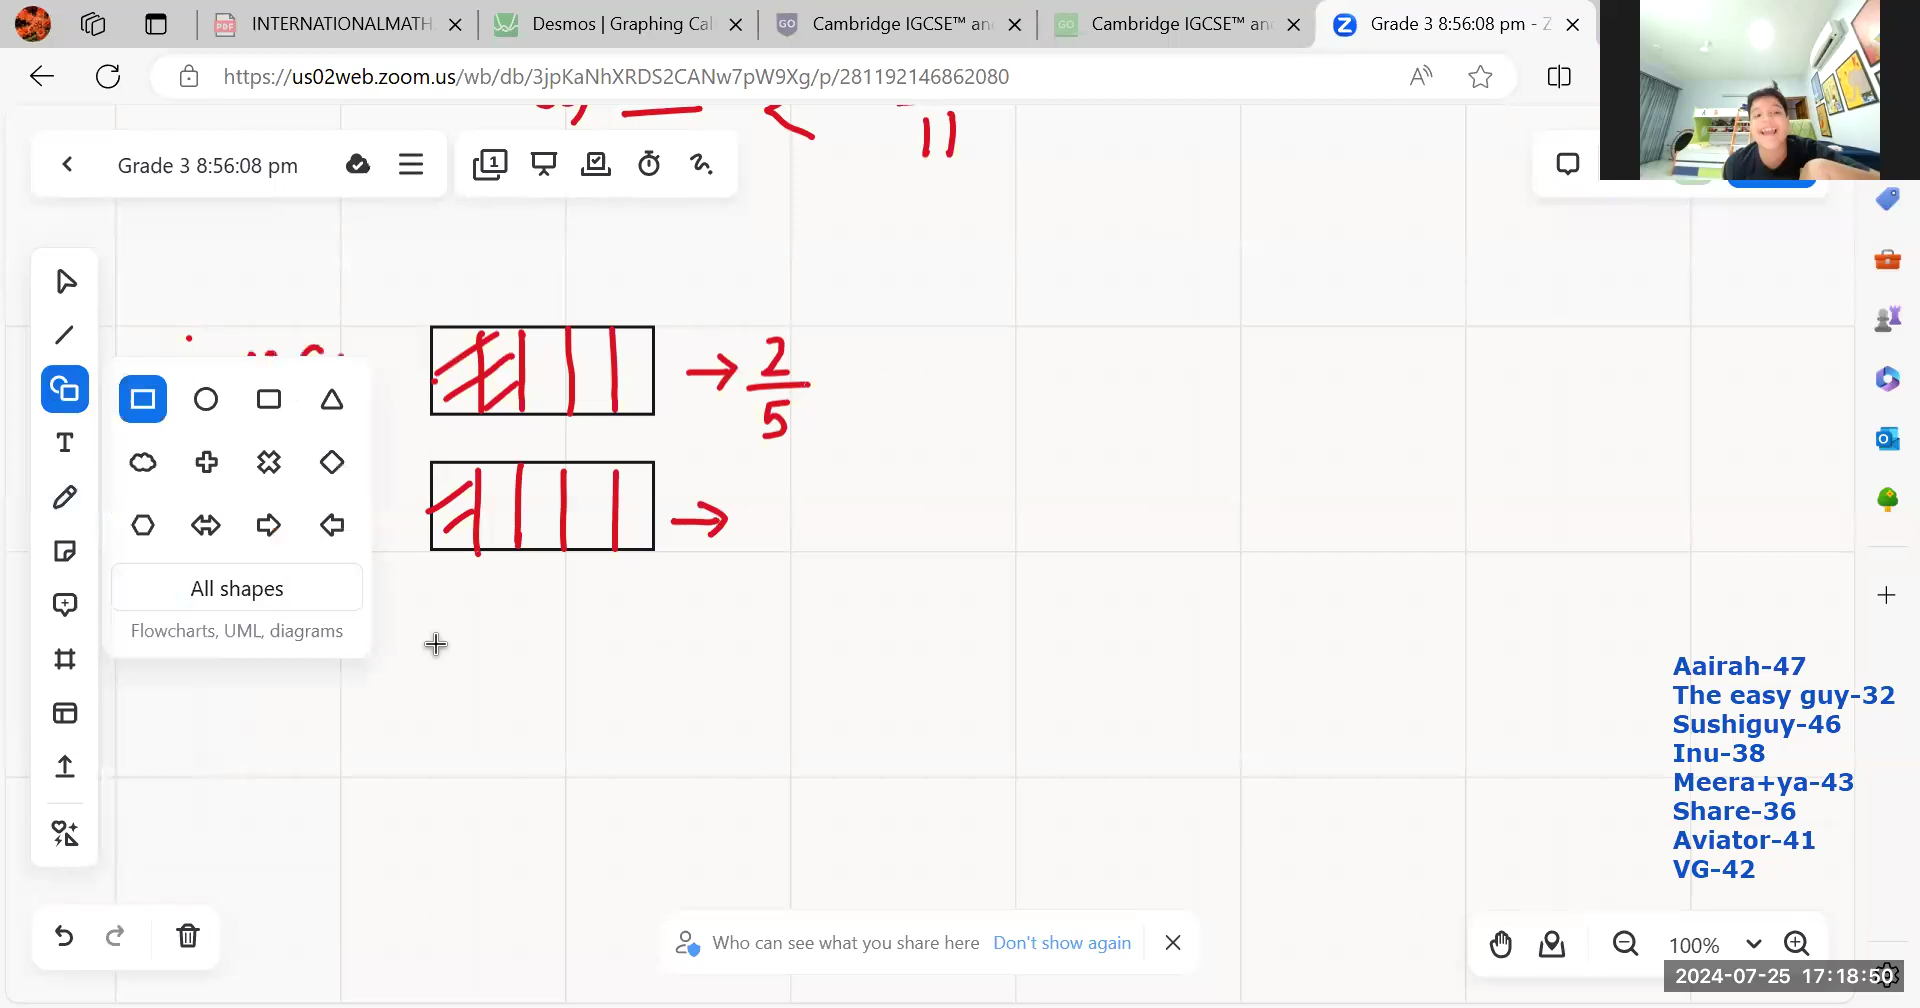 INTERNATIONALMATH
Desmos | Graphing Cal
Cambridge IGCSE™ an
Cambridge IGCSE™ an
Grade 3 8:56:08 pm - Z
https://us02web.zoom.us/wb/db/3jpKaNhXRDS2CANw7pW9Xg/p/281192146862080
11
Grade 3 8:56:08 pm
2
5
All shapes
Flowcharts, UML, diagrams
Aairah-47
The easy guy-32
Sushiguy-46
Inu-38
Meera+ya-43
Share-36
Aviator-41
VG-42
Who can see what you share here Don't show again
100%
2024-07-25 17:18:50